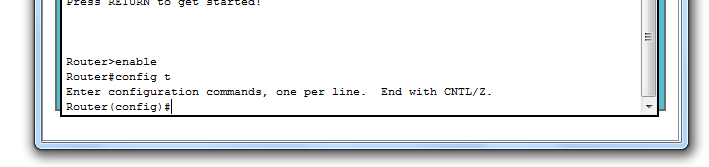 Press RETURN to get started!
Router>enable
Router#config t
Enter configuration commands, one per line.  End with CNTL/Z.
Router(config)#